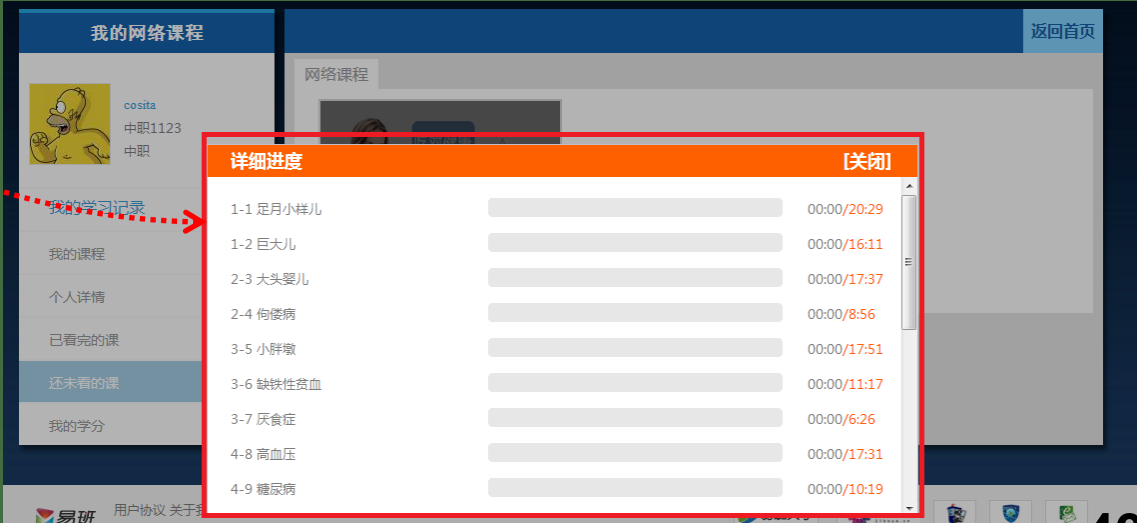 我的网络课程
返回首页
网络课程
cosita
中职1123
中职
我的学习记录
我的课程
个人详情
已看完的课
还未看的课
我的学分
详细进度
[关闭]
1-1 足月小样儿 00:00/20:29
1-2 巨大儿 00:00/16:11
2-3 大头婴儿 00:00/17:37
2-4 佝偻病 00:00/8:56
3-5 小胖墩 00:00/17:51
3-6 缺铁性贫血 00:00/11:17
3-7 厌食症 00:00/6:26
4-8 高血压 00:00/17:31
4-9 糖尿病 00:00/10:19
易班
用户协议 关于